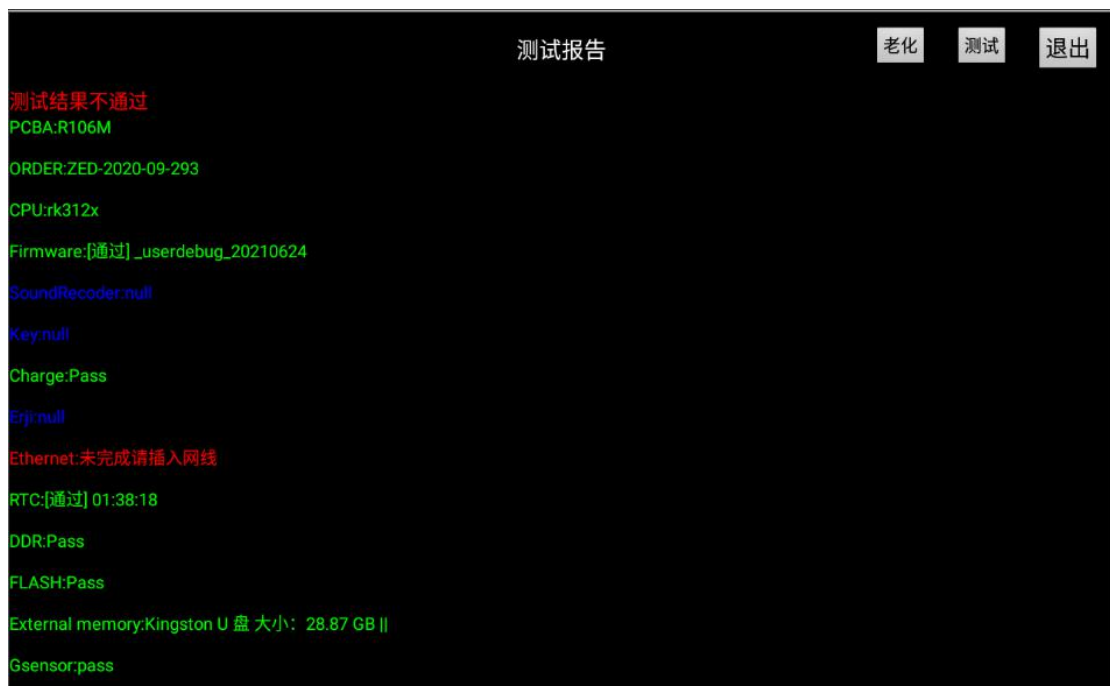 测试报告
老化
测试
退出
测试结果不通过
PCBA:R106M
ORDER:ZED-2020-09-293
CPU:rk312x
Firmware:[通过] _userdebug_20210624
SoundRecoder:null
Key:null
Charge:Pass
Erji:null
Ethernet:未完成请插入网线
RTC:[通过] 01:38:18
DDR:Pass
FLASH:Pass
External memory:Kingston U 盘 大小：28.87 GB ||
Gsensor:pass